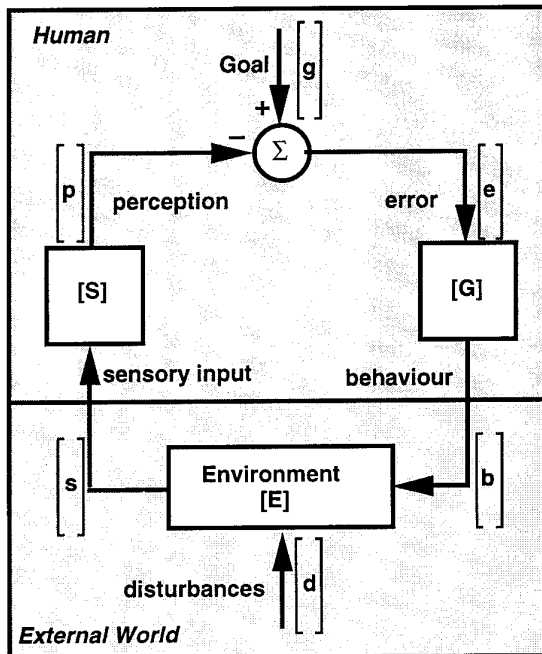 Human
Goal
[g]
+
−
Σ
[p]
perception
error
[e]
[S]
[G]
sensory input
behaviour
[s]
Environment
[E]
[b]
disturbances
[d]
External World